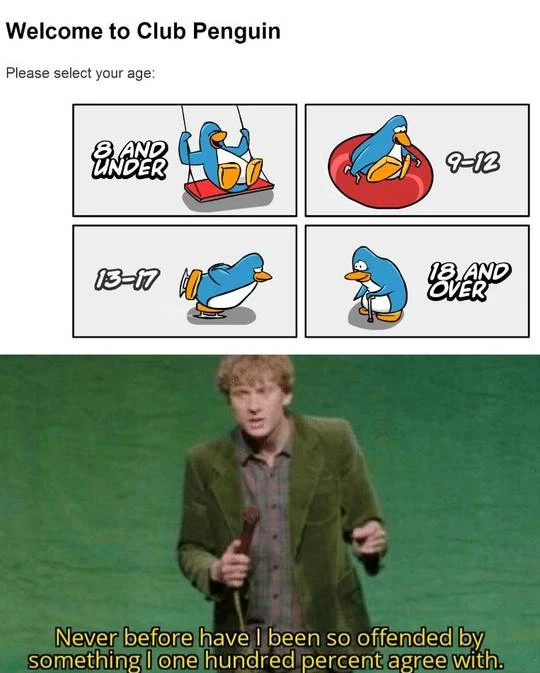 Welcome to Club Penguin
Please select your age:
8 AND
UNDER
9-12
13-17
18 AND
OVER
Never before have I been so offended by
something I one hundred percent agree with.